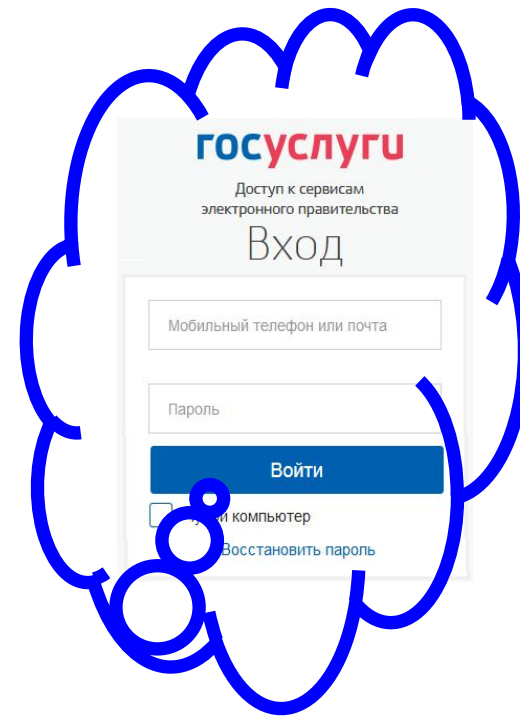 госуслуги
Доступ к сервисам
электронного правительства
Вход
Мобильный телефон или почта
Пароль
Войти
компьютер
Восстановить пароль